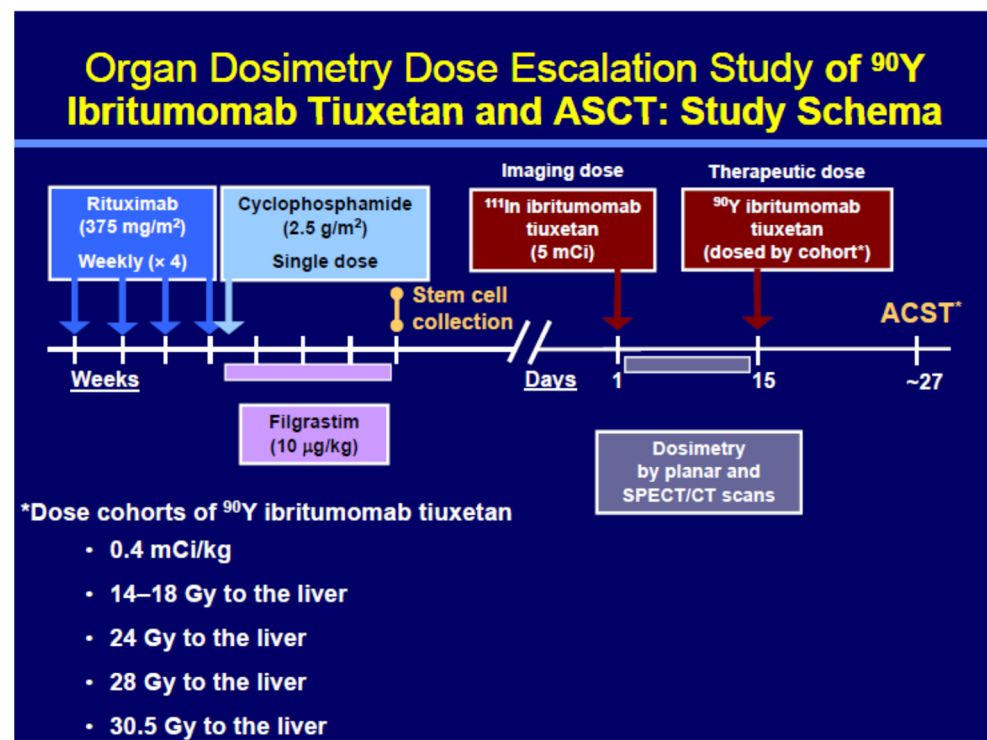 Organ Dosimetry Dose Escalation Study of ⁹⁰Y
Ibritumomab Tiuxetan and ASCT: Study Schema
Rituximab
(375 mg/m²)
Weekly (× 4)
Cyclophosphamide
(2.5 g/m²)
Single dose
Stem cell
collection
Imaging dose
¹¹¹In ibritumomab
tiuxetan
(5 mCi)
Therapeutic dose
⁹⁰Y ibritumomab
tiuxetan
(dosed by cohort*)
ACST*
Weeks
Days
1
15
~27
Filgrastim
(10 μg/kg)
Dosimetry
by planar and
SPECT/CT scans
*Dose cohorts of ⁹⁰Y ibritumomab tiuxetan
• 0.4 mCi/kg
• 14–18 Gy to the liver
• 24 Gy to the liver
• 28 Gy to the liver
• 30.5 Gy to the liver